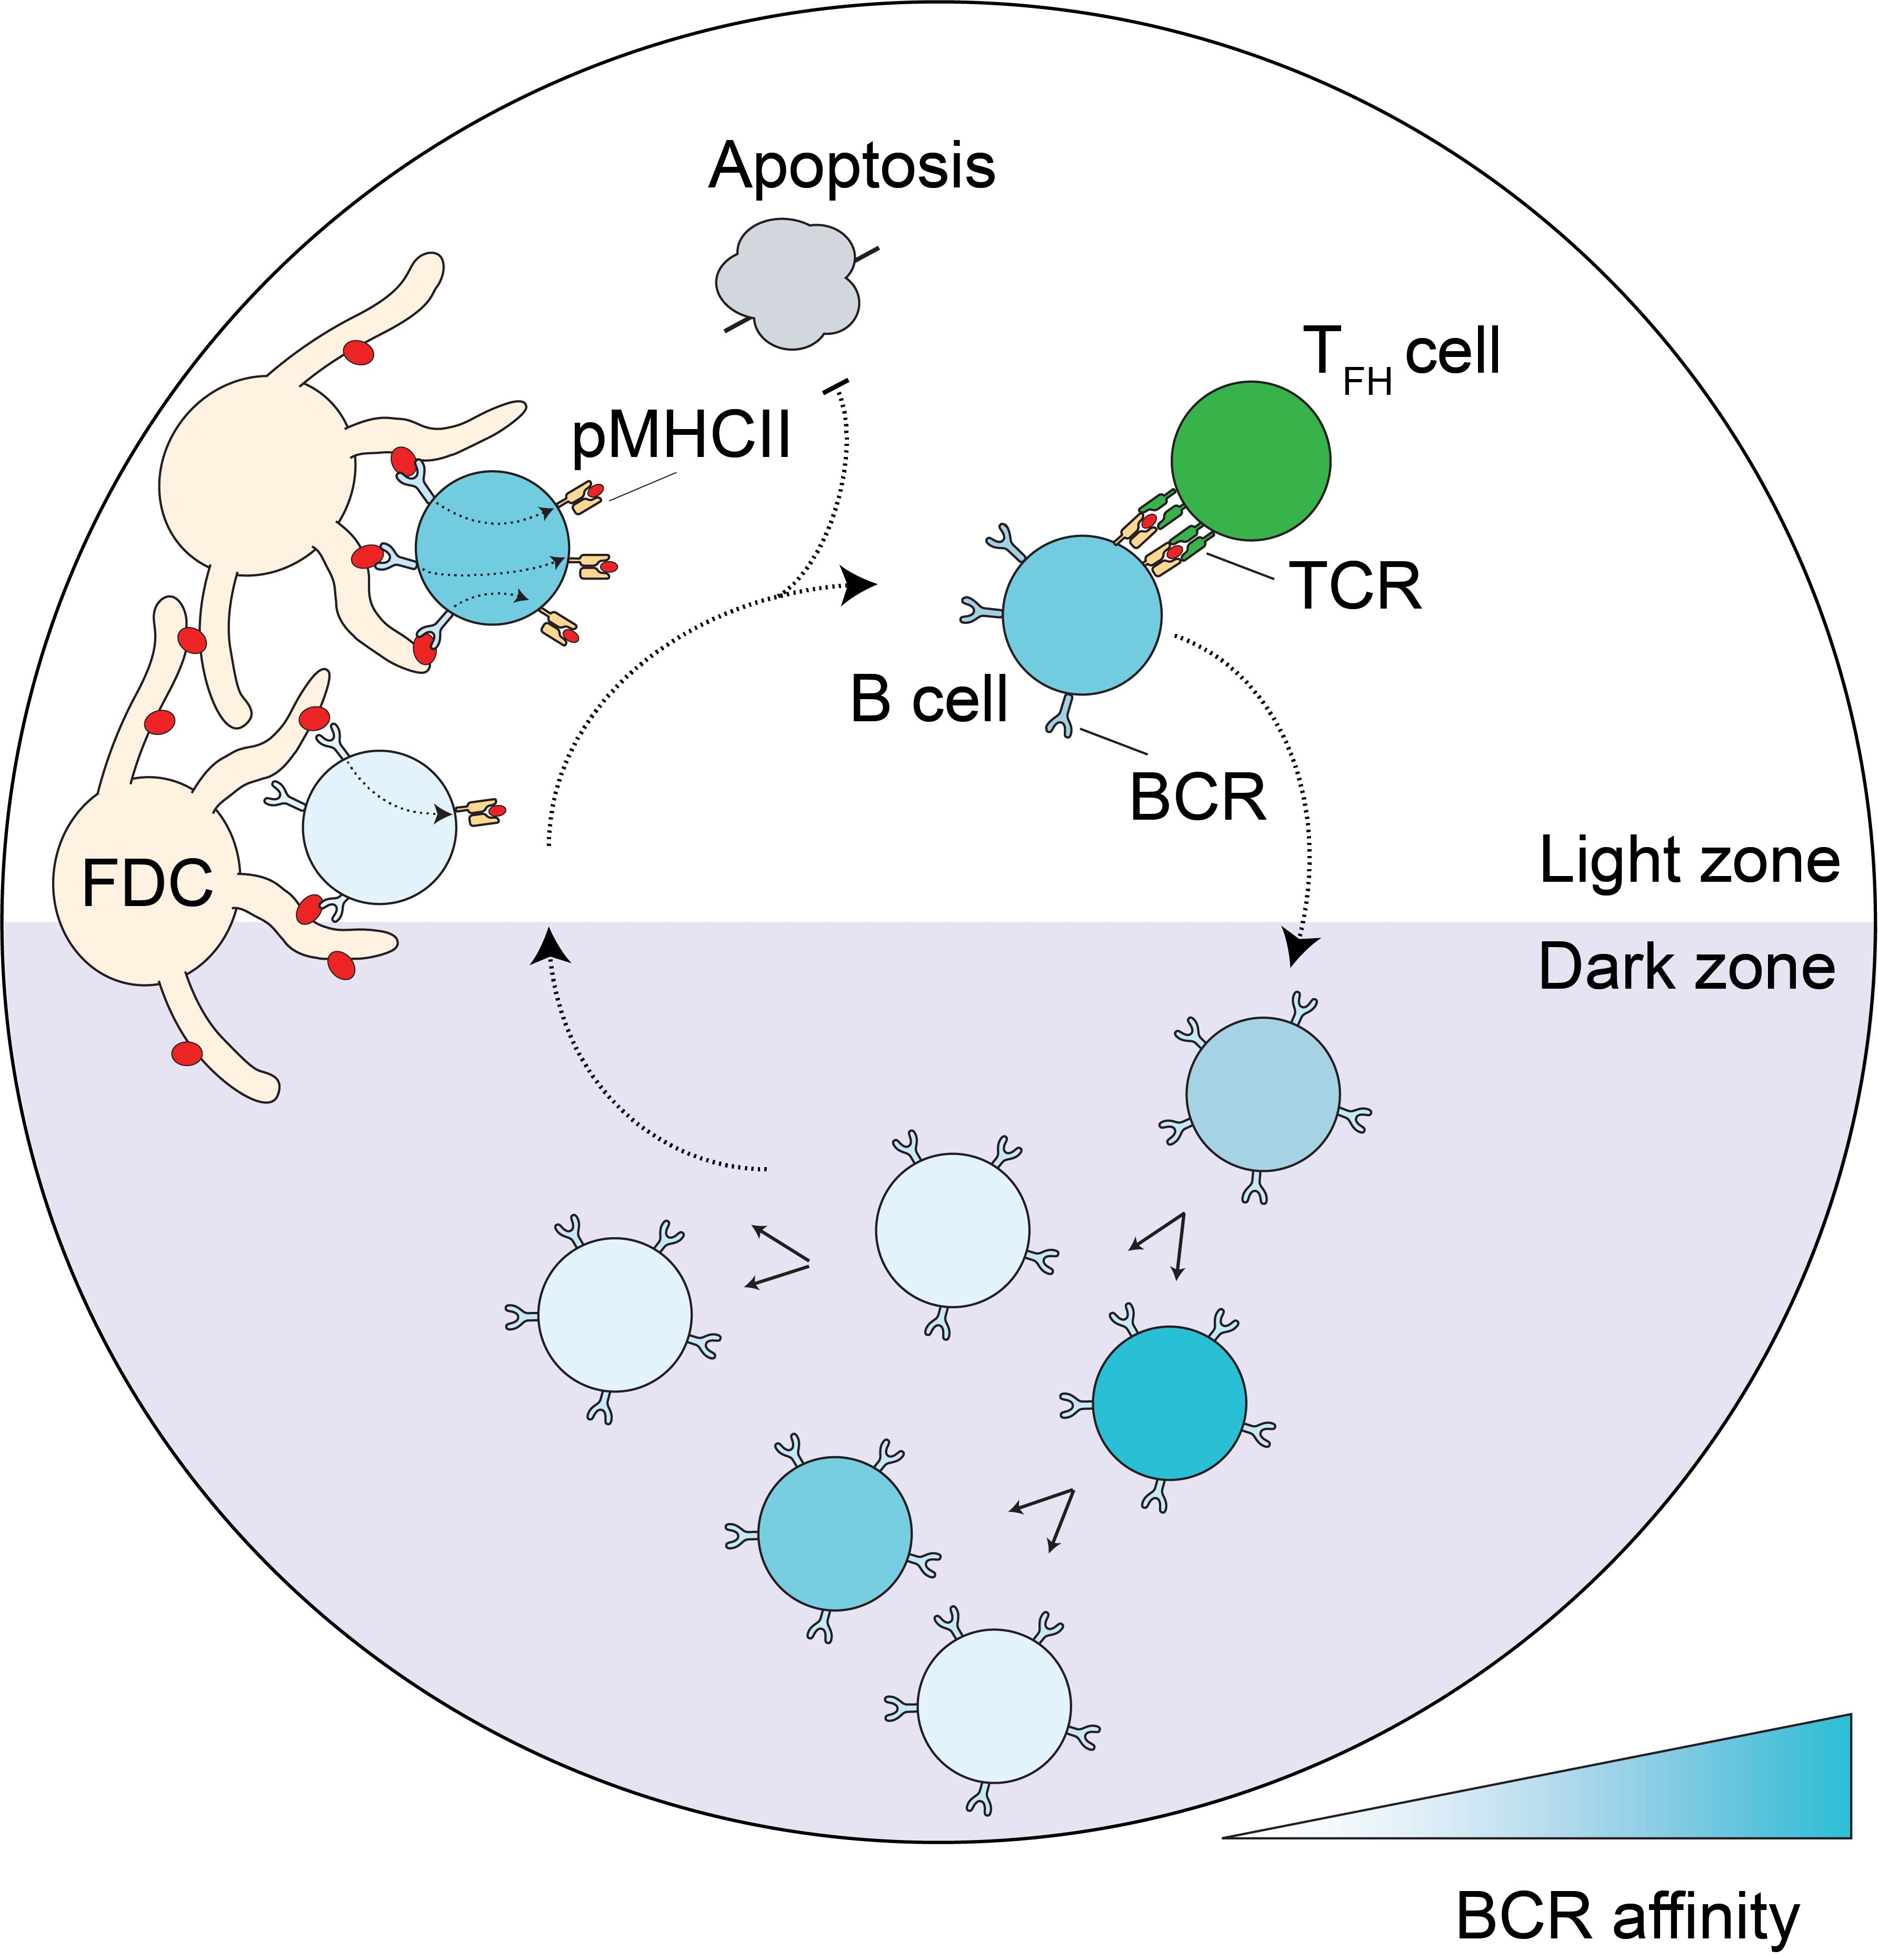 Apoptosis
TFH cell
pMHCII
TCR
B cell
BCR
Light zone
FDC
Dark zone
BCR affinity